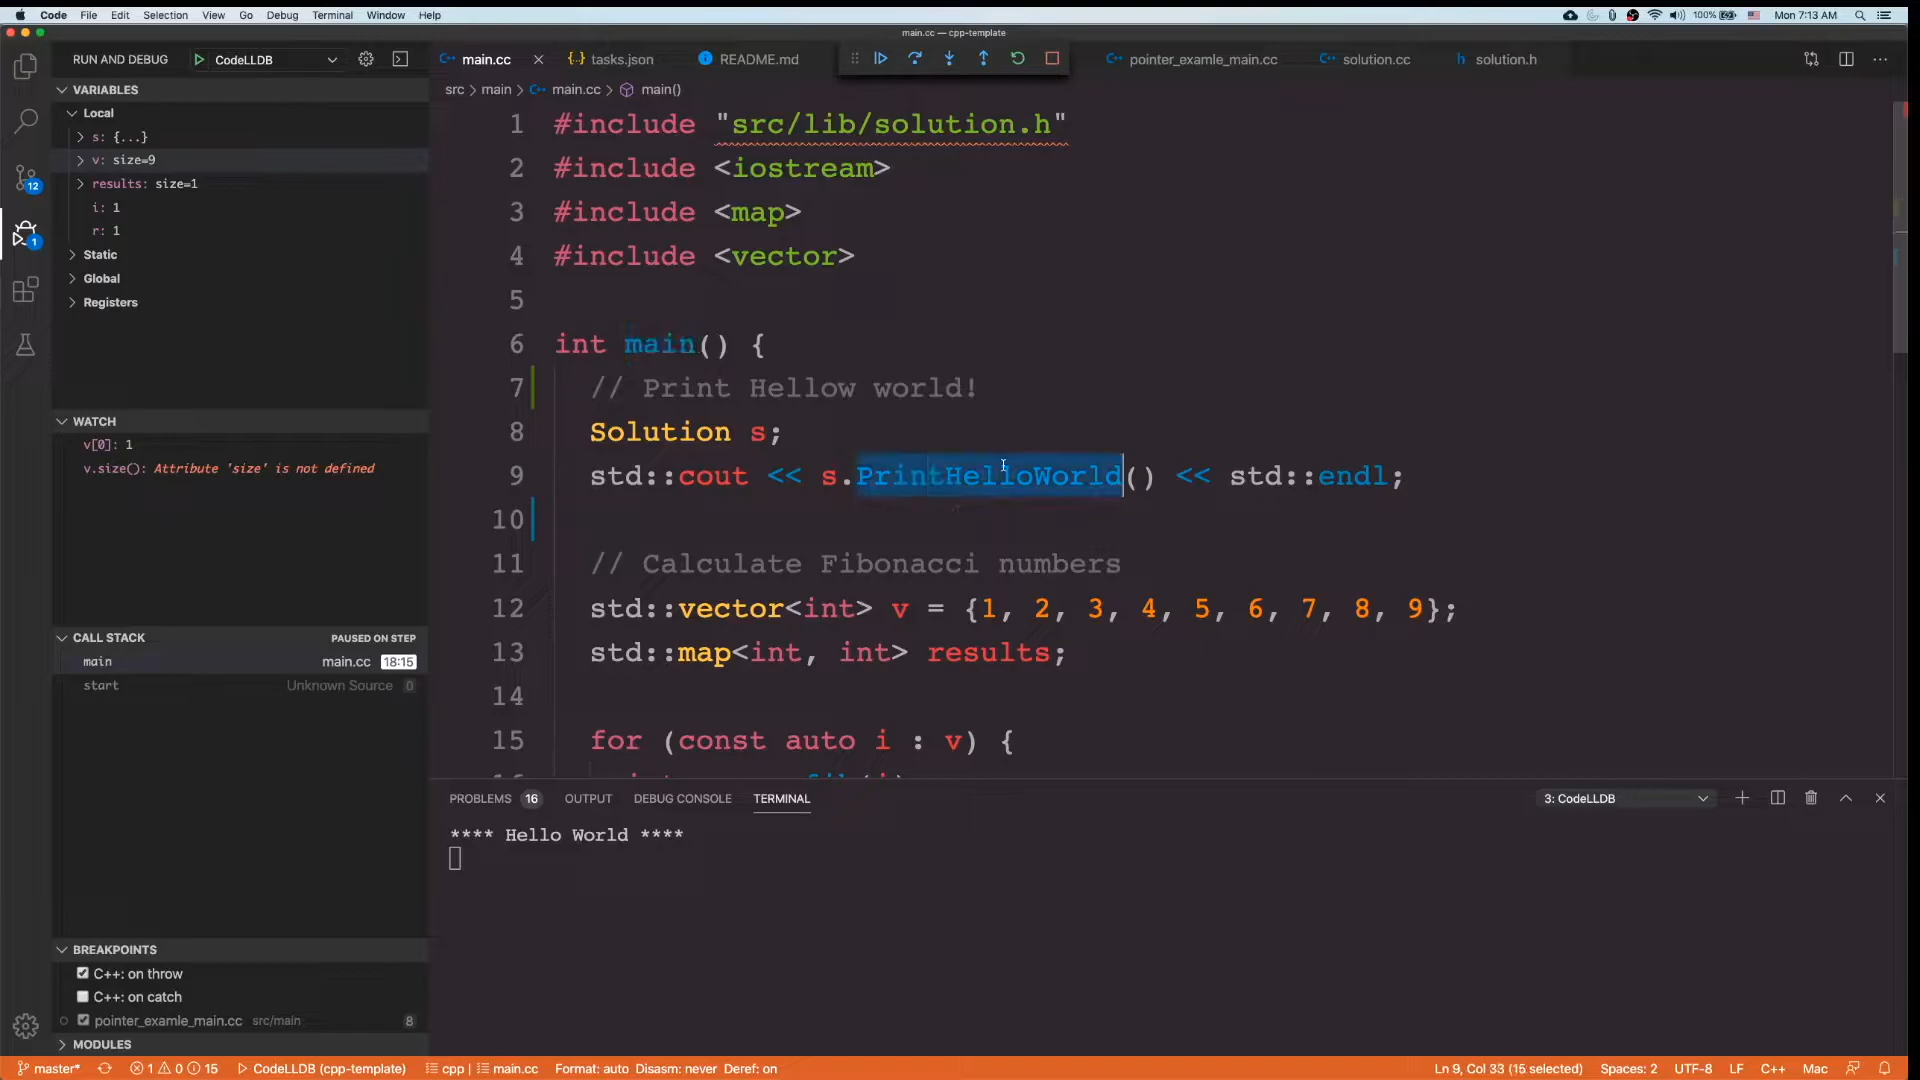 Code File Edit Selection View Go Debug Terminal Window Help 100% Mon 7:13 AM
main.cc — cpp-template
RUN AND DEBUG CodeLLDB main.cc tasks.json README.md pointer_examle_main.cc solution.cc solution.h
VARIABLES
src > main > main.cc > main()
Local
s: {...}
v: size=9
results: size=1
i: 1
r: 1
Static
Global
Registers
1 #include "src/lib/solution.h"
2 #include <iostream>
3 #include <map>
4 #include <vector>
5
6 int main() {
7 // Print Hellow world!
8 Solution s;
9 std::cout << s.PrintHelloWorld() << std::endl;
10
11 // Calculate Fibonacci numbers
12 std::vector<int> v = {1, 2, 3, 4, 5, 6, 7, 8, 9};
13 std::map<int, int> results;
14
15 for (const auto i : v) {
12
1
WATCH
v[0]: 1
v.size(): Attribute 'size' is not defined
CALL STACK PAUSED ON STEP
main main.cc 18:15
start Unknown Source 0
PROBLEMS 16 OUTPUT DEBUG CONSOLE TERMINAL 3: CodeLLDB
**** Hello World ****
BREAKPOINTS
C++: on throw
C++: on catch
pointer_examle_main.cc src/main 8
MODULES
master* 1 0 15 CodeLLDB (cpp-template) cpp | main.cc Format: auto Disasm: never Deref: on Ln 9, Col 33 (15 selected) Spaces: 2 UTF-8 LF C++ Mac